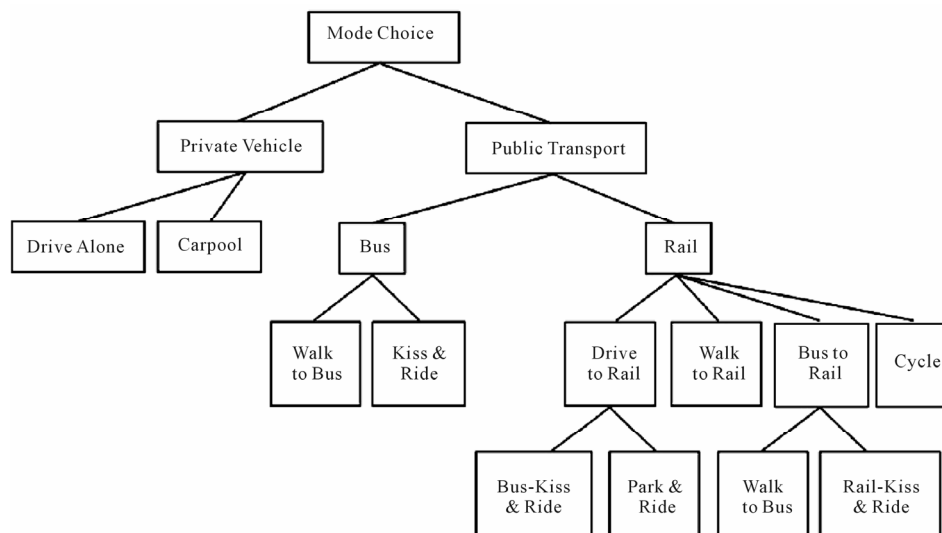 Mode Choice
Private Vehicle
Public Transport
Drive Alone
Carpool
Bus
Rail
Walk
to Bus
Kiss &
Ride
Drive
to Rail
Walk
to Rail
Bus to
Rail
Cycle
Bus-Kiss
& Ride
Park &
Ride
Walk
to Bus
Rail-Kiss
& Ride